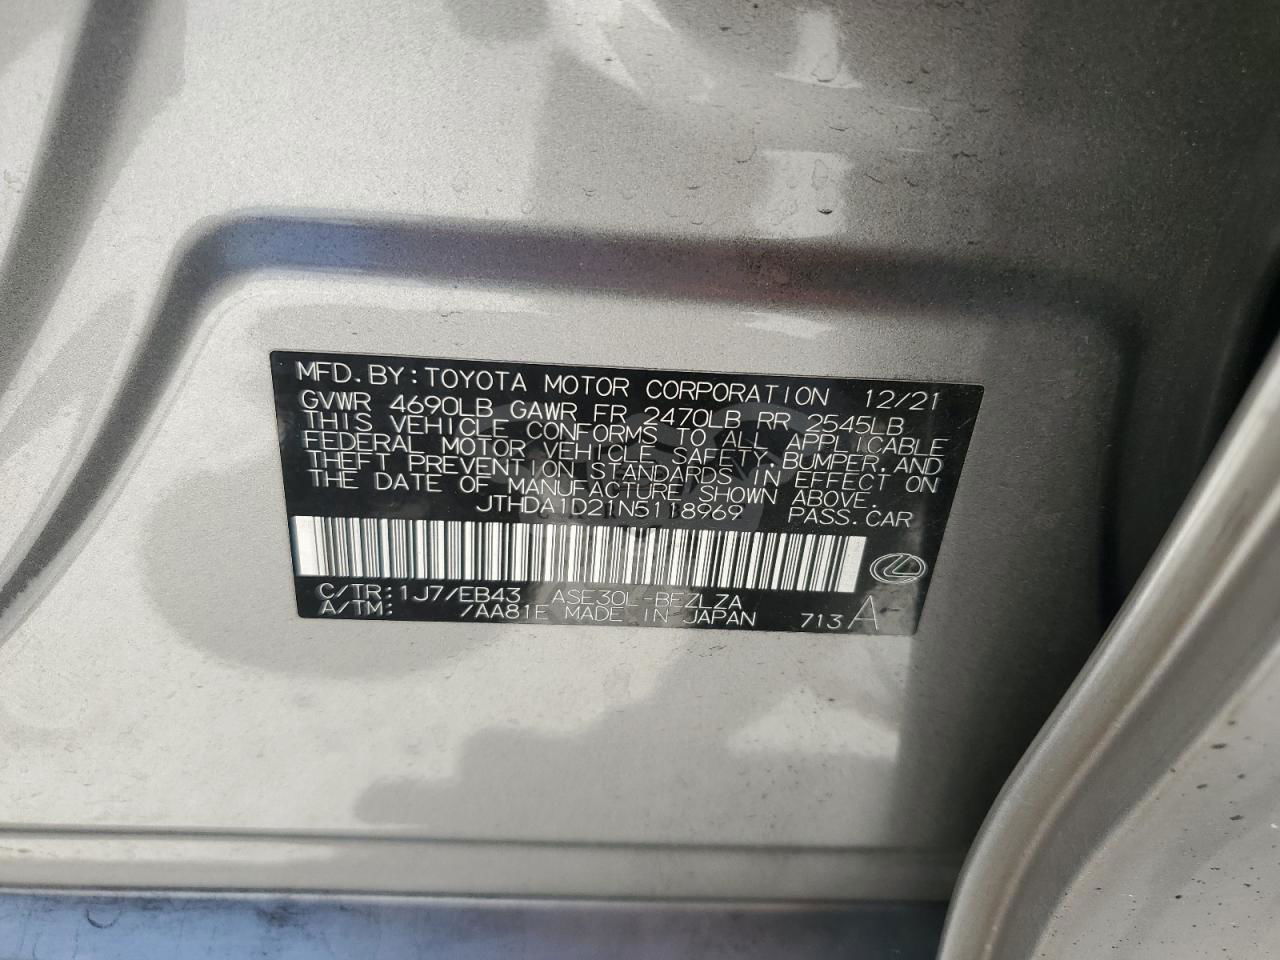 MFD.BY:TOYOTA MOTOR CORPORATION 12/21
GVWR 4690LB GAWR FR 2470LB RR 2545LB
THIS VEHICLE CONFORMS TO ALL APPLICABLE
FEDERAL MOTOR VEHICLE SAFETY,BUMPER,AND
THEFT PREVENTION STANDARDS IN EFFECT ON
THE DATE OF MANUFACTURE SHOWN ABOVE.
JTHDA1D21N5118969 PASS.CAR
C/TR:1J7/EB43 ASE30L-BEZLZA
A/TM: /AA81E MADE IN JAPAN 713 A